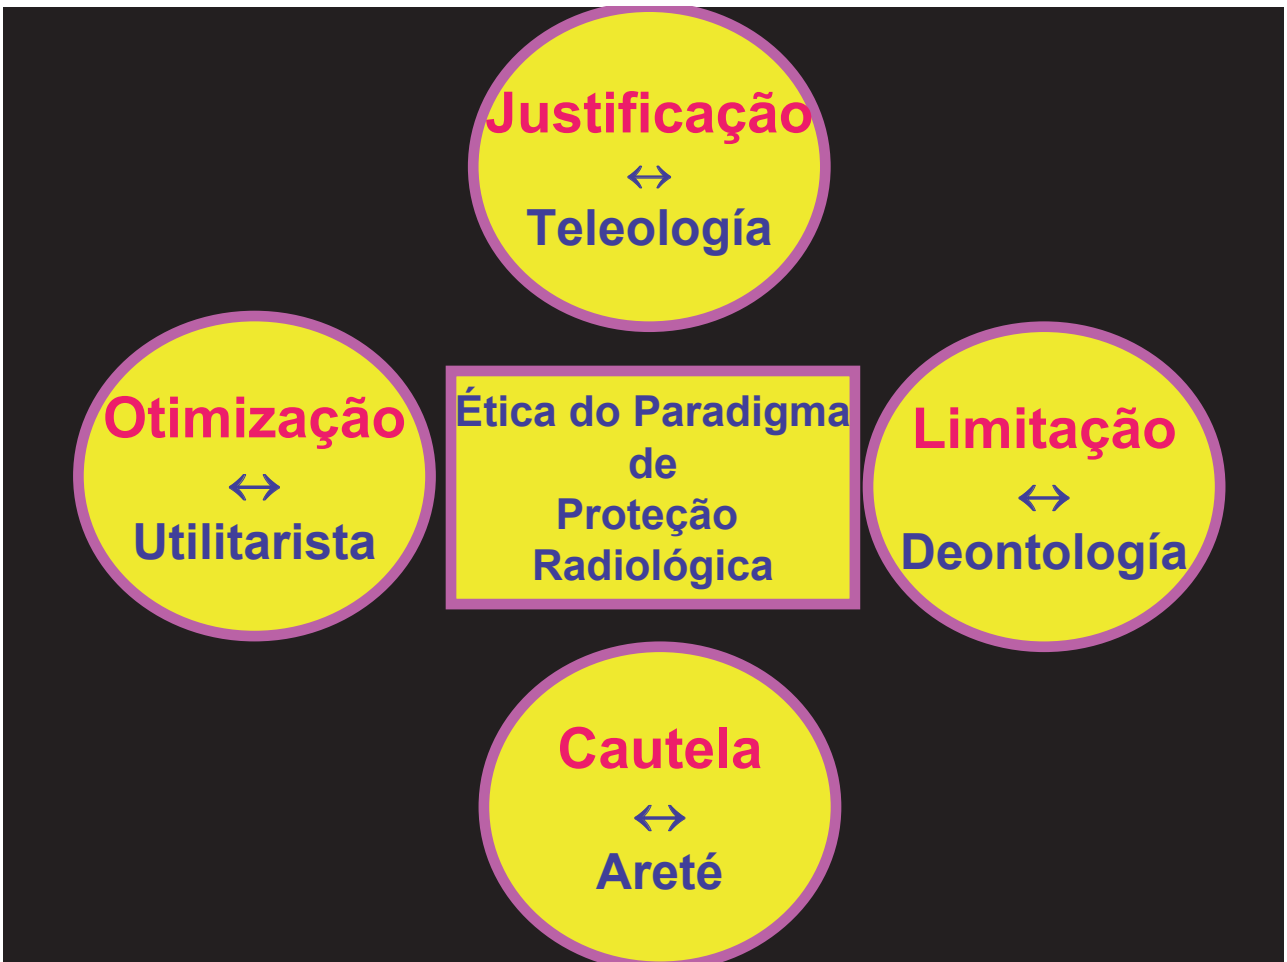 Justificação
↔
Teleología
Otimização
↔
Utilitarista
Ética do Paradigma
de
Proteção
Radiológica
Limitação
↔
Deontología
Cautela
↔
Areté